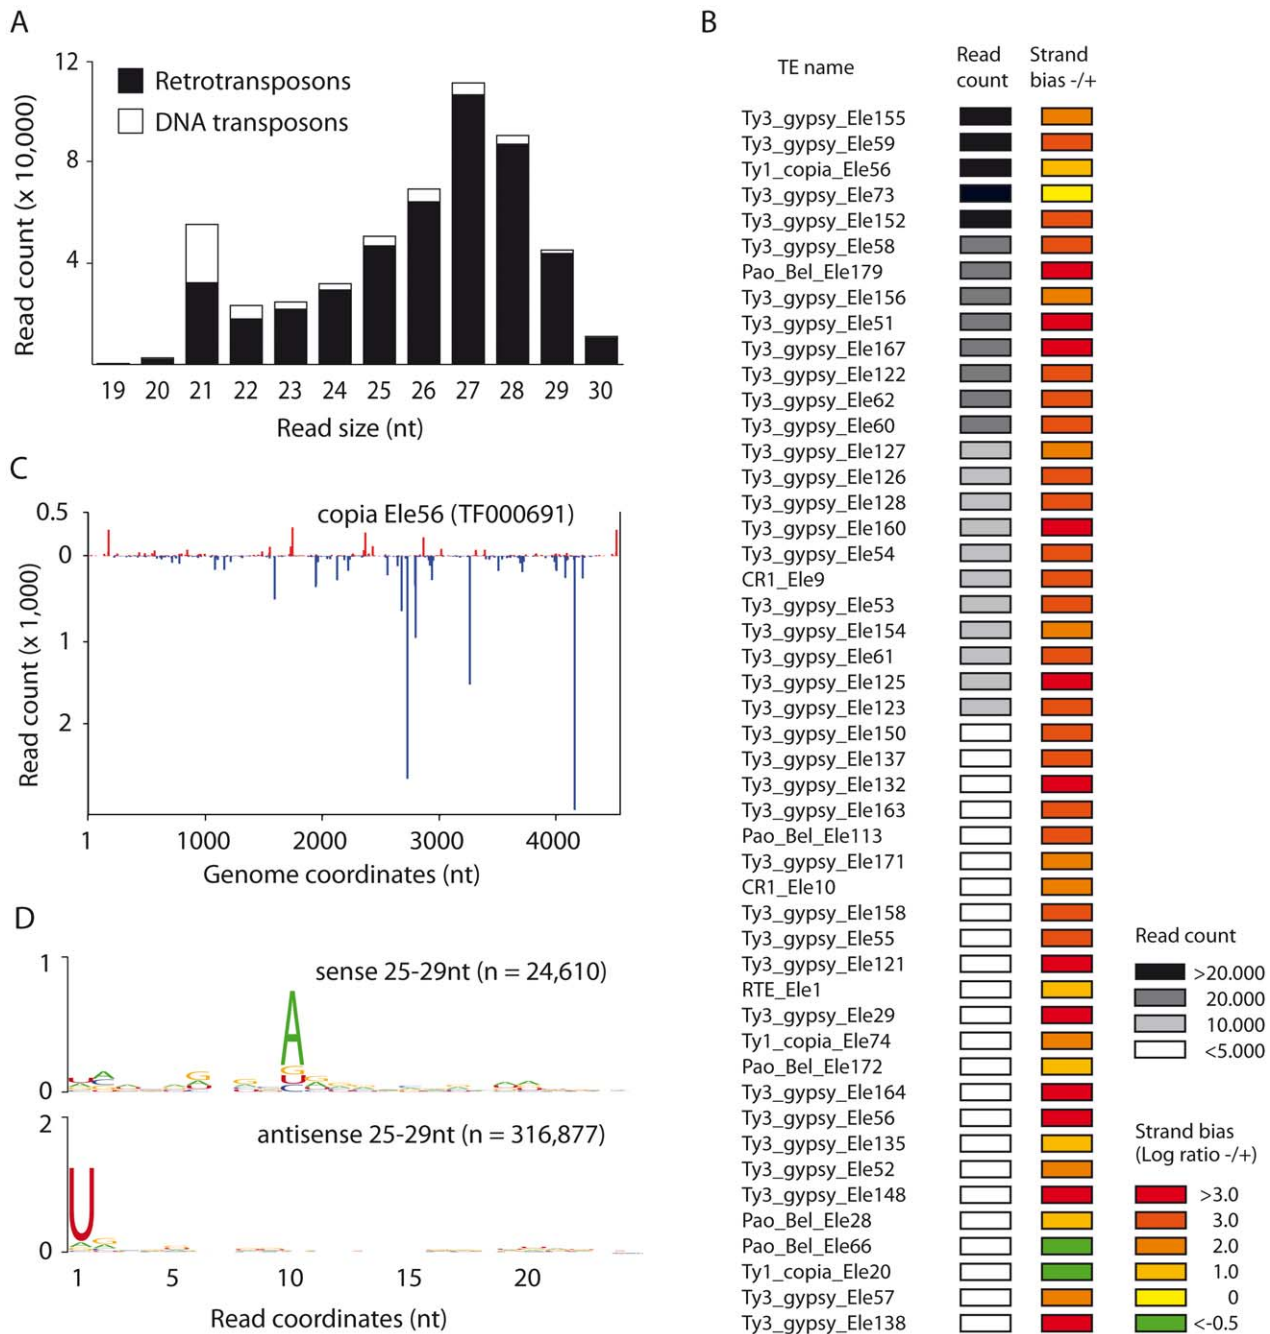 A
12
8
4
Read count (x 10,000)
Retrotransposons
DNA transposons
19 20 21 22 23 24 25 26 27 28 29 30
Read size (nt)
B
TE name
Read
count
Strand
bias -/+
Ty3_gypsy_Ele155
Ty3_gypsy_Ele59
Ty1_copia_Ele56
Ty3_gypsy_Ele73
Ty3_gypsy_Ele152
Ty3_gypsy_Ele58
Pao_Bel_Ele179
Ty3_gypsy_Ele156
Ty3_gypsy_Ele51
Ty3_gypsy_Ele167
Ty3_gypsy_Ele122
Ty3_gypsy_Ele62
Ty3_gypsy_Ele60
Ty3_gypsy_Ele127
Ty3_gypsy_Ele126
Ty3_gypsy_Ele128
Ty3_gypsy_Ele160
Ty3_gypsy_Ele54
CR1_Ele9
Ty3_gypsy_Ele53
Ty3_gypsy_Ele154
Ty3_gypsy_Ele61
Ty3_gypsy_Ele125
Ty3_gypsy_Ele123
Ty3_gypsy_Ele150
Ty3_gypsy_Ele137
Ty3_gypsy_Ele132
Ty3_gypsy_Ele163
Pao_Bel_Ele113
Ty3_gypsy_Ele171
CR1_Ele10
Ty3_gypsy_Ele158
Ty3_gypsy_Ele55
Ty3_gypsy_Ele121
RTE_Ele1
Ty3_gypsy_Ele29
Ty1_copia_Ele74
Pao_Bel_Ele172
Ty3_gypsy_Ele164
Ty3_gypsy_Ele56
Ty3_gypsy_Ele135
Ty3_gypsy_Ele52
Ty3_gypsy_Ele148
Pao_Bel_Ele28
Pao_Bel_Ele66
Ty1_copia_Ele20
Ty3_gypsy_Ele57
Ty3_gypsy_Ele138
Read count
>20.000
20.000
10.000
<5.000
Strand bias
(Log ratio -/+)
>3.0
3.0
2.0
1.0
0
<-0.5
C
copia Ele56 (TF000691)
0.5
0
1
2
Read count (x 1,000)
1 1000 2000 3000 4000
Genome coordinates (nt)
D
1
0
sense 25-29nt (n = 24,610)
A
2
0
antisense 25-29nt (n = 316,877)
U
1 5 10 15 20
Read coordinates (nt)